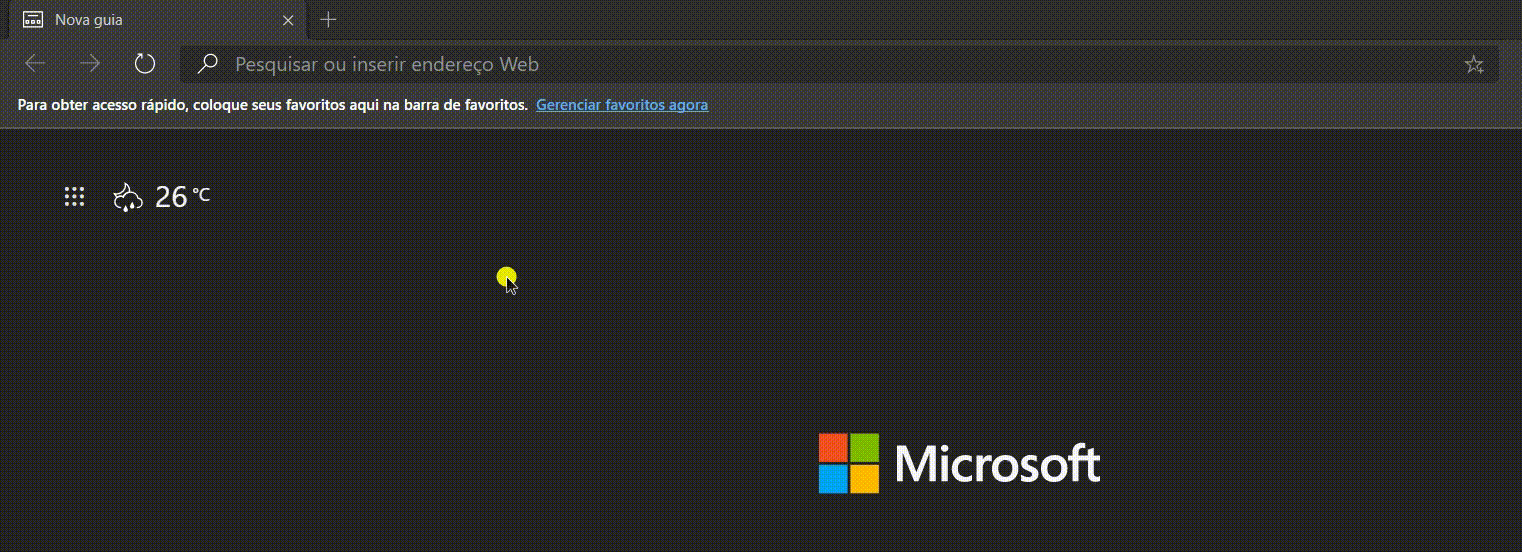 Nova guia
Pesquisar ou inserir endereço Web
Para obter acesso rápido, coloque seus favoritos aqui na barra de favoritos. Gerenciar favoritos agora
26 °C
Microsoft